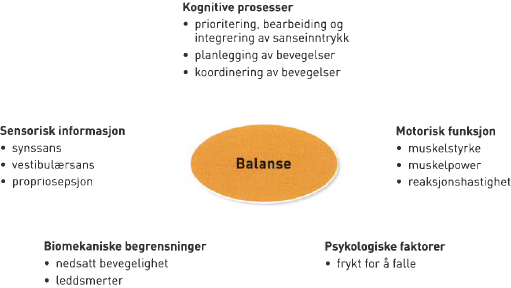 Kognitive prosesser
• prioritering, bearbeiding og
integrering av sanseinntrykk
• planlegging av bevegelser
• koordinering av bevegelser
Sensorisk informasjon
• synssans
• vestibulærsans
• propriosepsjon
Balanse
Motorisk funksjon
• muskelstyrke
• muskelpower
• reaksjonshastighet
Biomekaniske begrensninger
• nedsatt bevegelighet
• leddsmerter
Psykologiske faktorer
• frykt for å falle